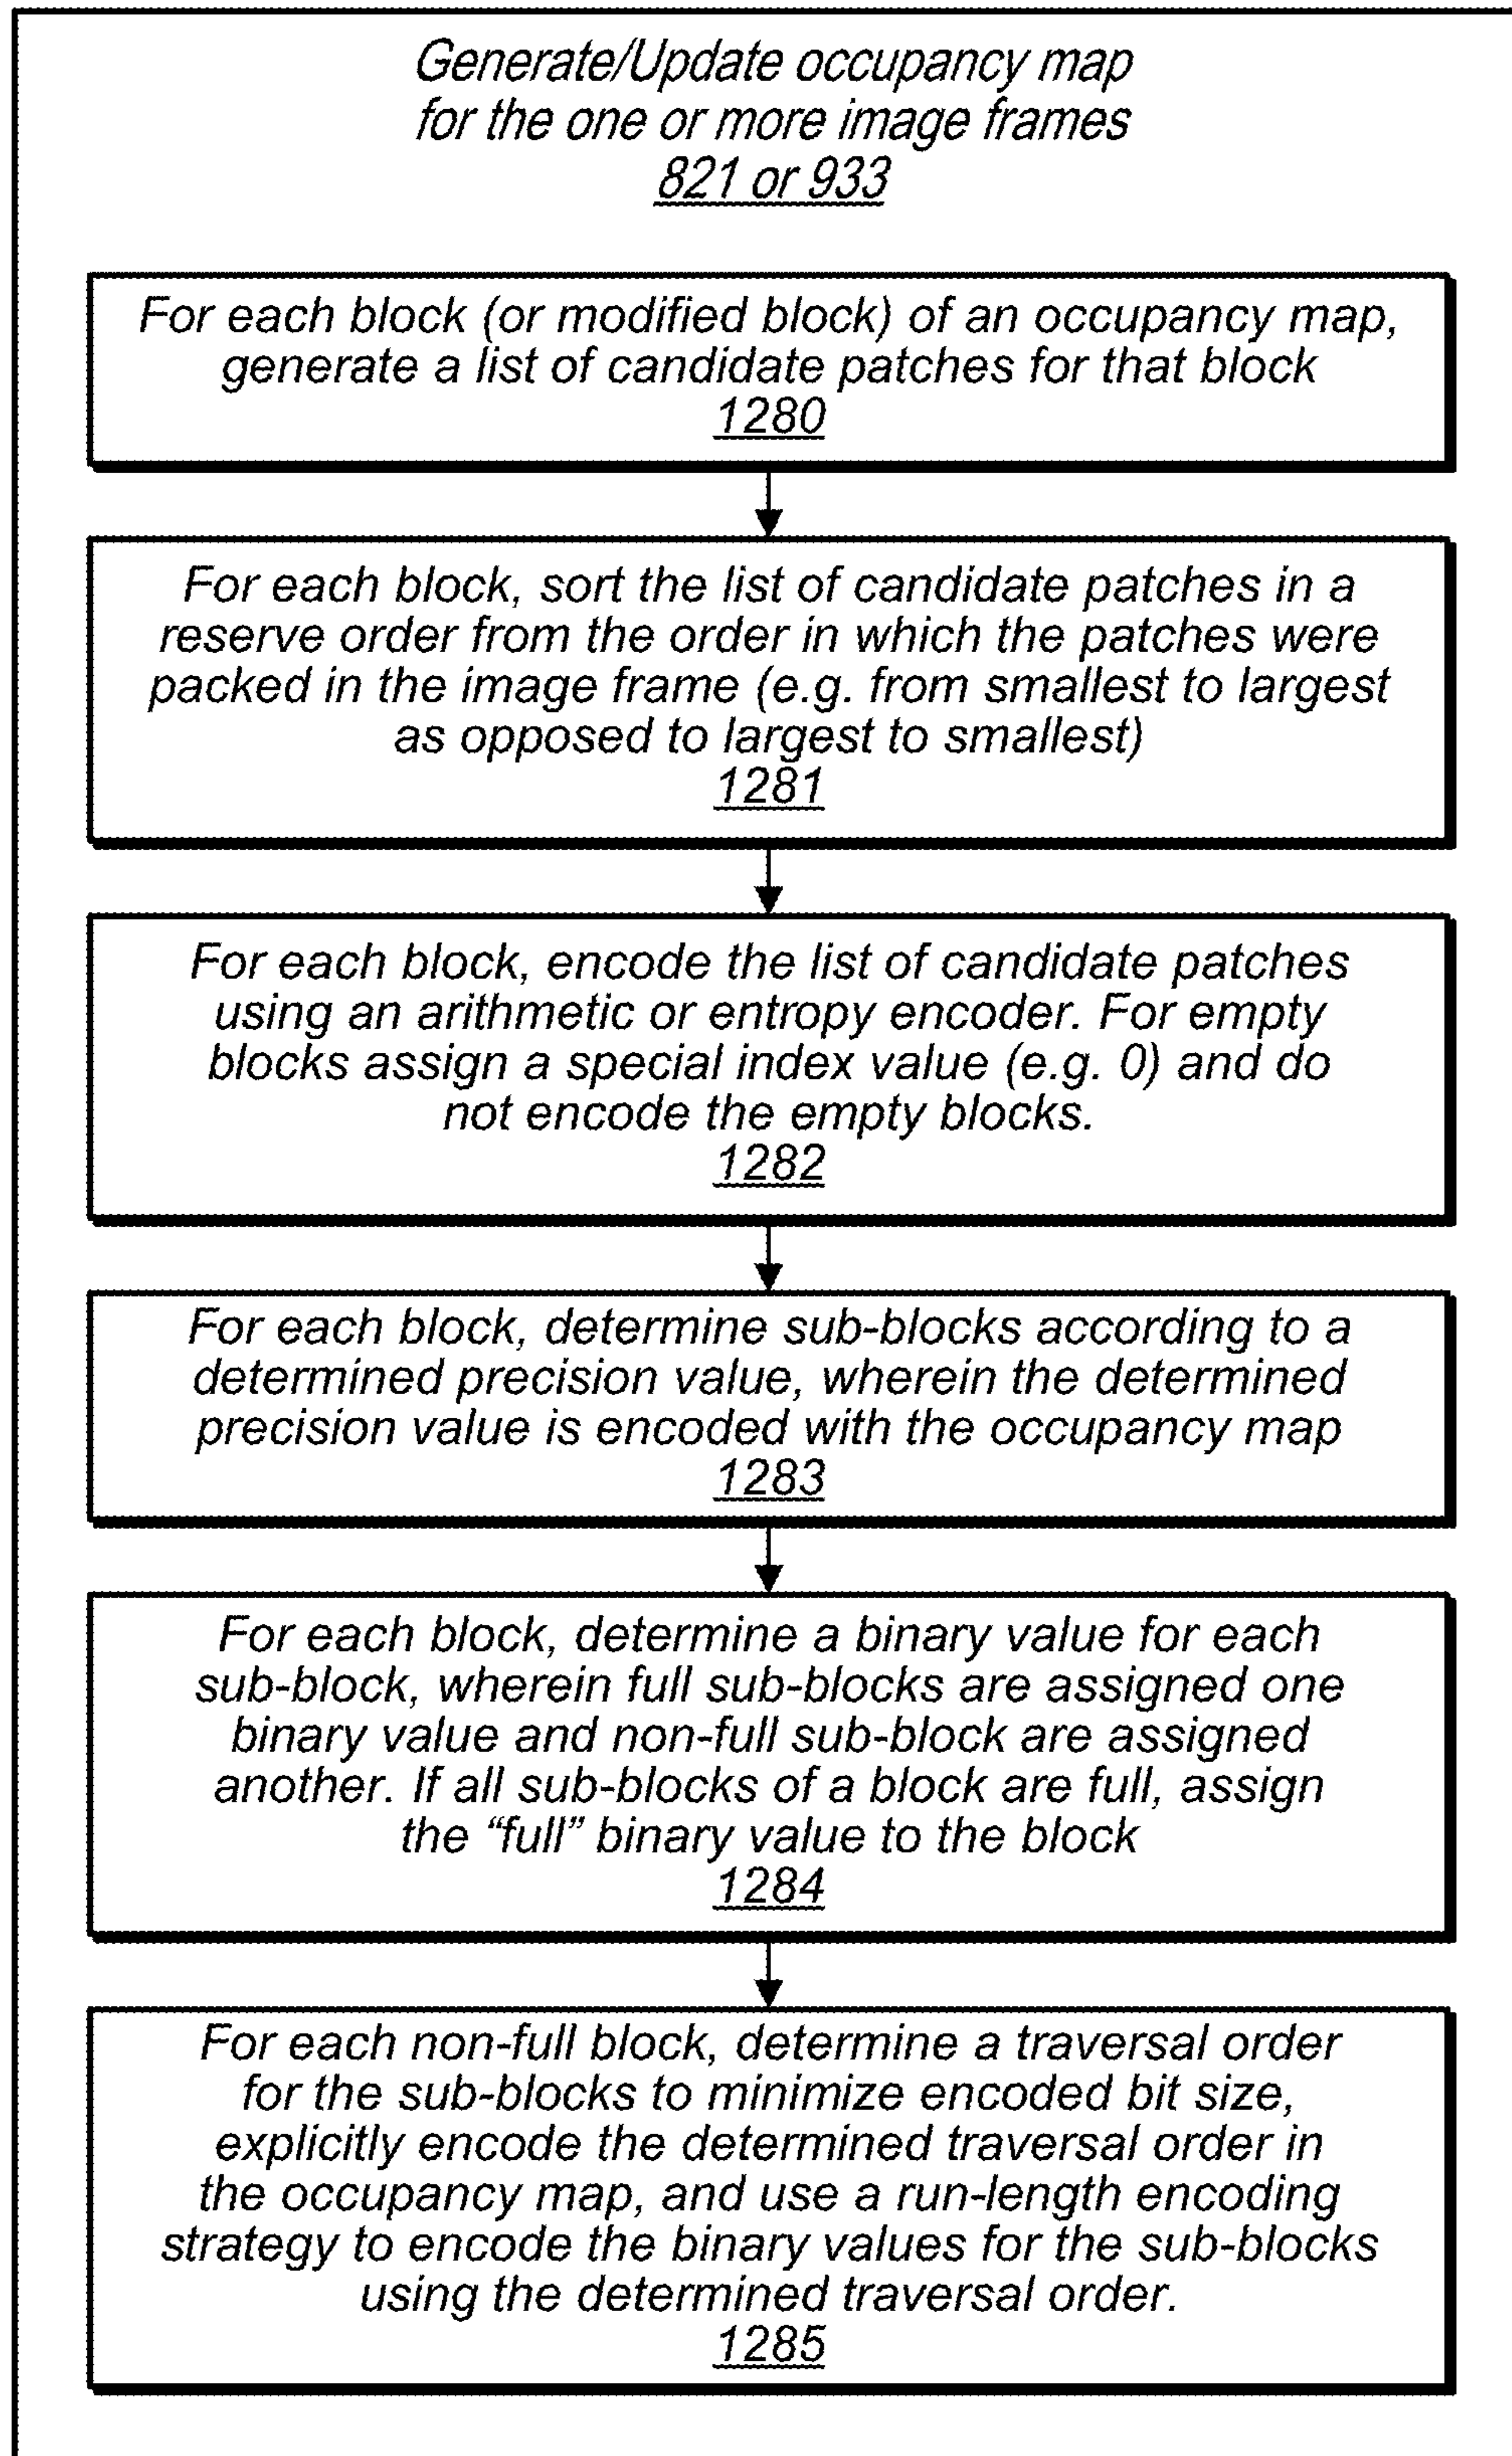 Generate/Update occupancy map
for the one or more image frames
821 or 933
For each block (or modified block) of an occupancy map,
generate a list of candidate patches for that block
1280
For each block, sort the list of candidate patches in a
reserve order from the order in which the patches were
packed in the image frame (e.g. from smallest to largest
as opposed to largest to smallest)
1281
For each block, encode the list of candidate patches
using an arithmetic or entropy encoder. For empty
blocks assign a special index value (e.g. 0) and do
not encode the empty blocks.
1282
For each block, determine sub-blocks according to a
determined precision value, wherein the determined
precision value is encoded with the occupancy map
1283
For each block, determine a binary value for each
sub-block, wherein full sub-blocks are assigned one
binary value and non-full sub-block are assigned
another. If all sub-blocks of a block are full, assign
the “full” binary value to the block
1284
For each non-full block, determine a traversal order
for the sub-blocks to minimize encoded bit size,
explicitly encode the determined traversal order in
the occupancy map, and use a run-length encoding
strategy to encode the binary values for the sub-blocks
using the determined traversal order.
1285